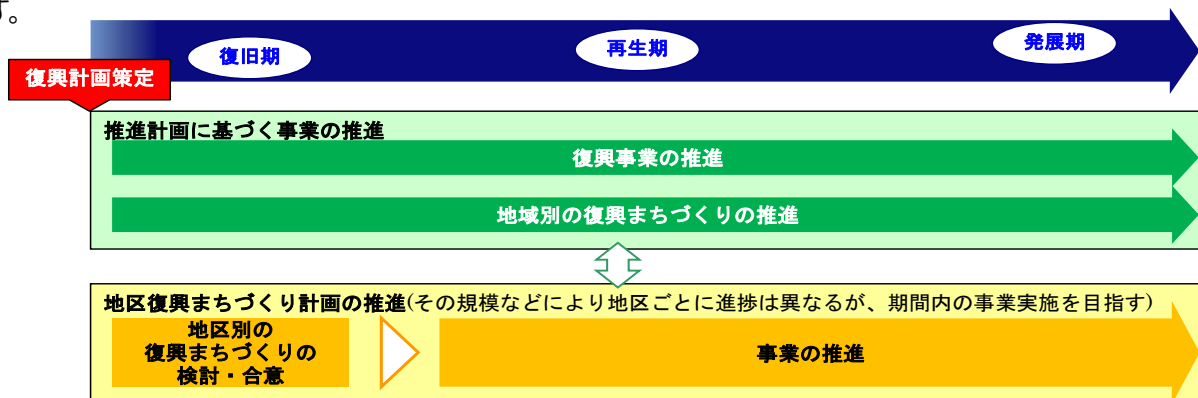 す。
復旧期
再生期
発展期
復興計画策定
推進計画に基づく事業の推進
復興事業の推進
地域別の復興まちづくりの推進
地区復興まちづくり計画の推進(その規模などにより地区ごとに進捗は異なるが、期間内の事業実施を目指す)
地区別の
復興まちづくりの
検討・合意
事業の推進